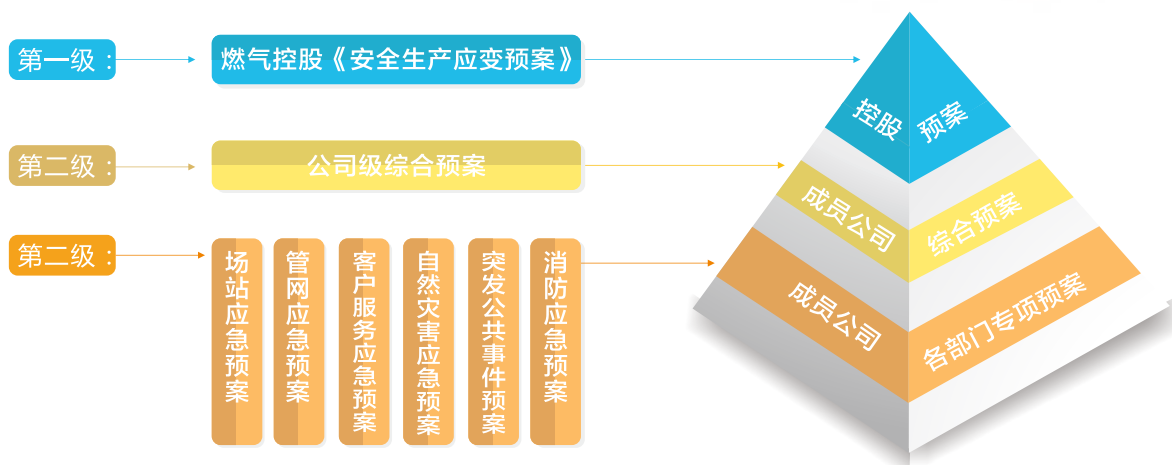 第一级：
燃气控股《安全生产应变预案》
第二级：
公司级综合预案
第二级：
场站应急预案
管网应急预案
客户服务应急预案
自然灾害应急预案
突发公共事件预案
消防应急预案
控股 预案
成员公司 综合预案
成员公司 各部门专项预案